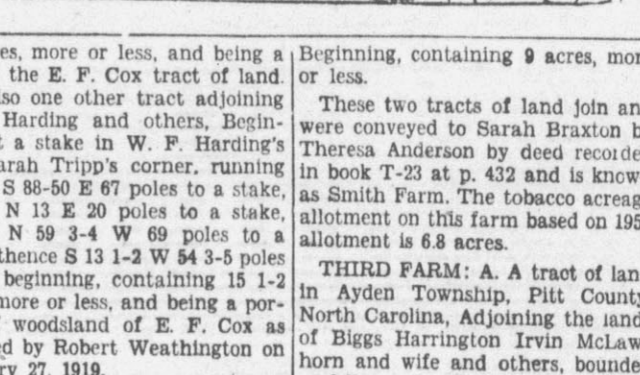 es, more or less, and being a
the E. F. Cox tract of land.
so one other tract adjoining
Harding and others, Begin-
a stake in W. F. Harding's
arah Tripp's corner, running
S 88-50 E 67 poles to a stake,
N 13 E 20 poles to a stake,
N 59 3-4 W 69 poles to a
thence S 13 1-2 W 54 3-5 poles
beginning, containing 15 1-2
more or less, and being a por-
woodsland of E. F. Cox as
ed by Robert Weathington on
ry 27, 1919.
Beginning, containing 9 acres, mor
or less.
These two tracts of land join an
were conveyed to Sarah Braxton b
Theresa Anderson by deed recorde
in book T-23 at p. 432 and is know
as Smith Farm. The tobacco acreag
allotment on this farm based on 195
allotment is 6.8 acres.
THIRD FARM: A. A tract of lan
in Ayden Township, Pitt County
North Carolina, Adjoining the land
of Biggs Harrington Irvin McLaw
horn and wife and others, bounde